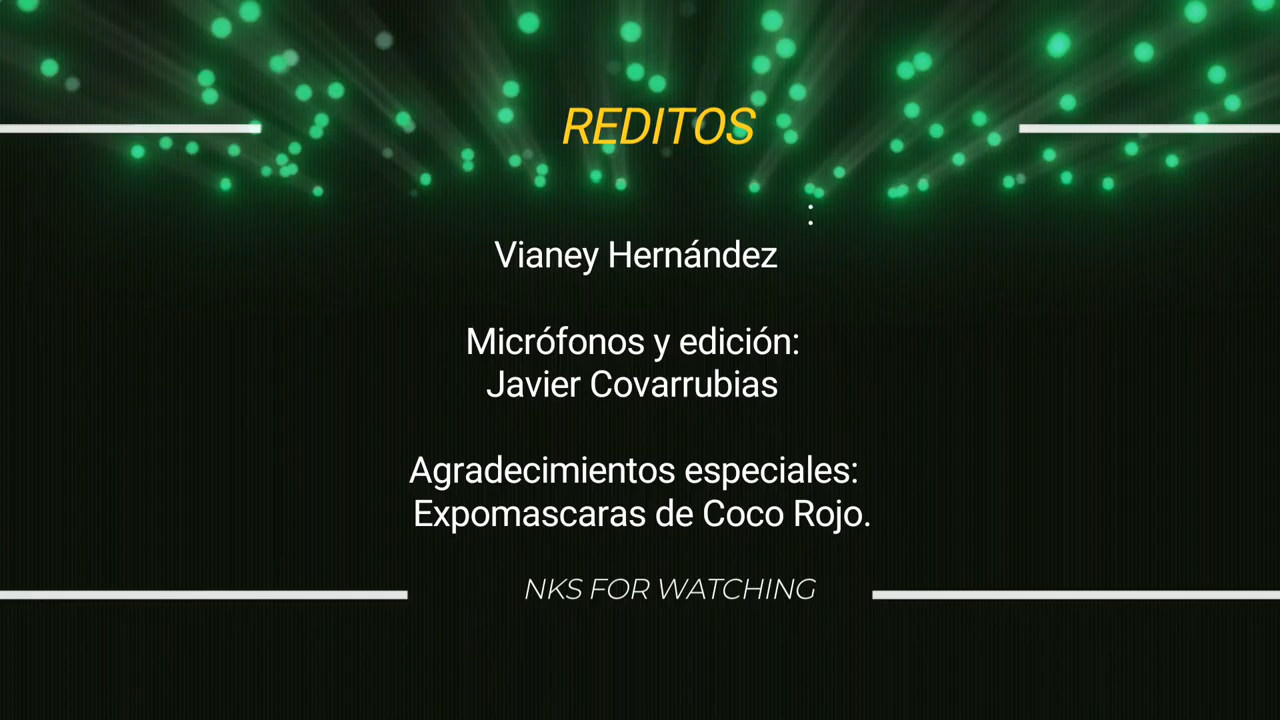 REDITOS
:
Vianey Hernández
Micrófonos y edición:
Javier Covarrubias
Agradecimientos especiales:
Expomascaras de Coco Rojo.
NKS FOR WATCHING